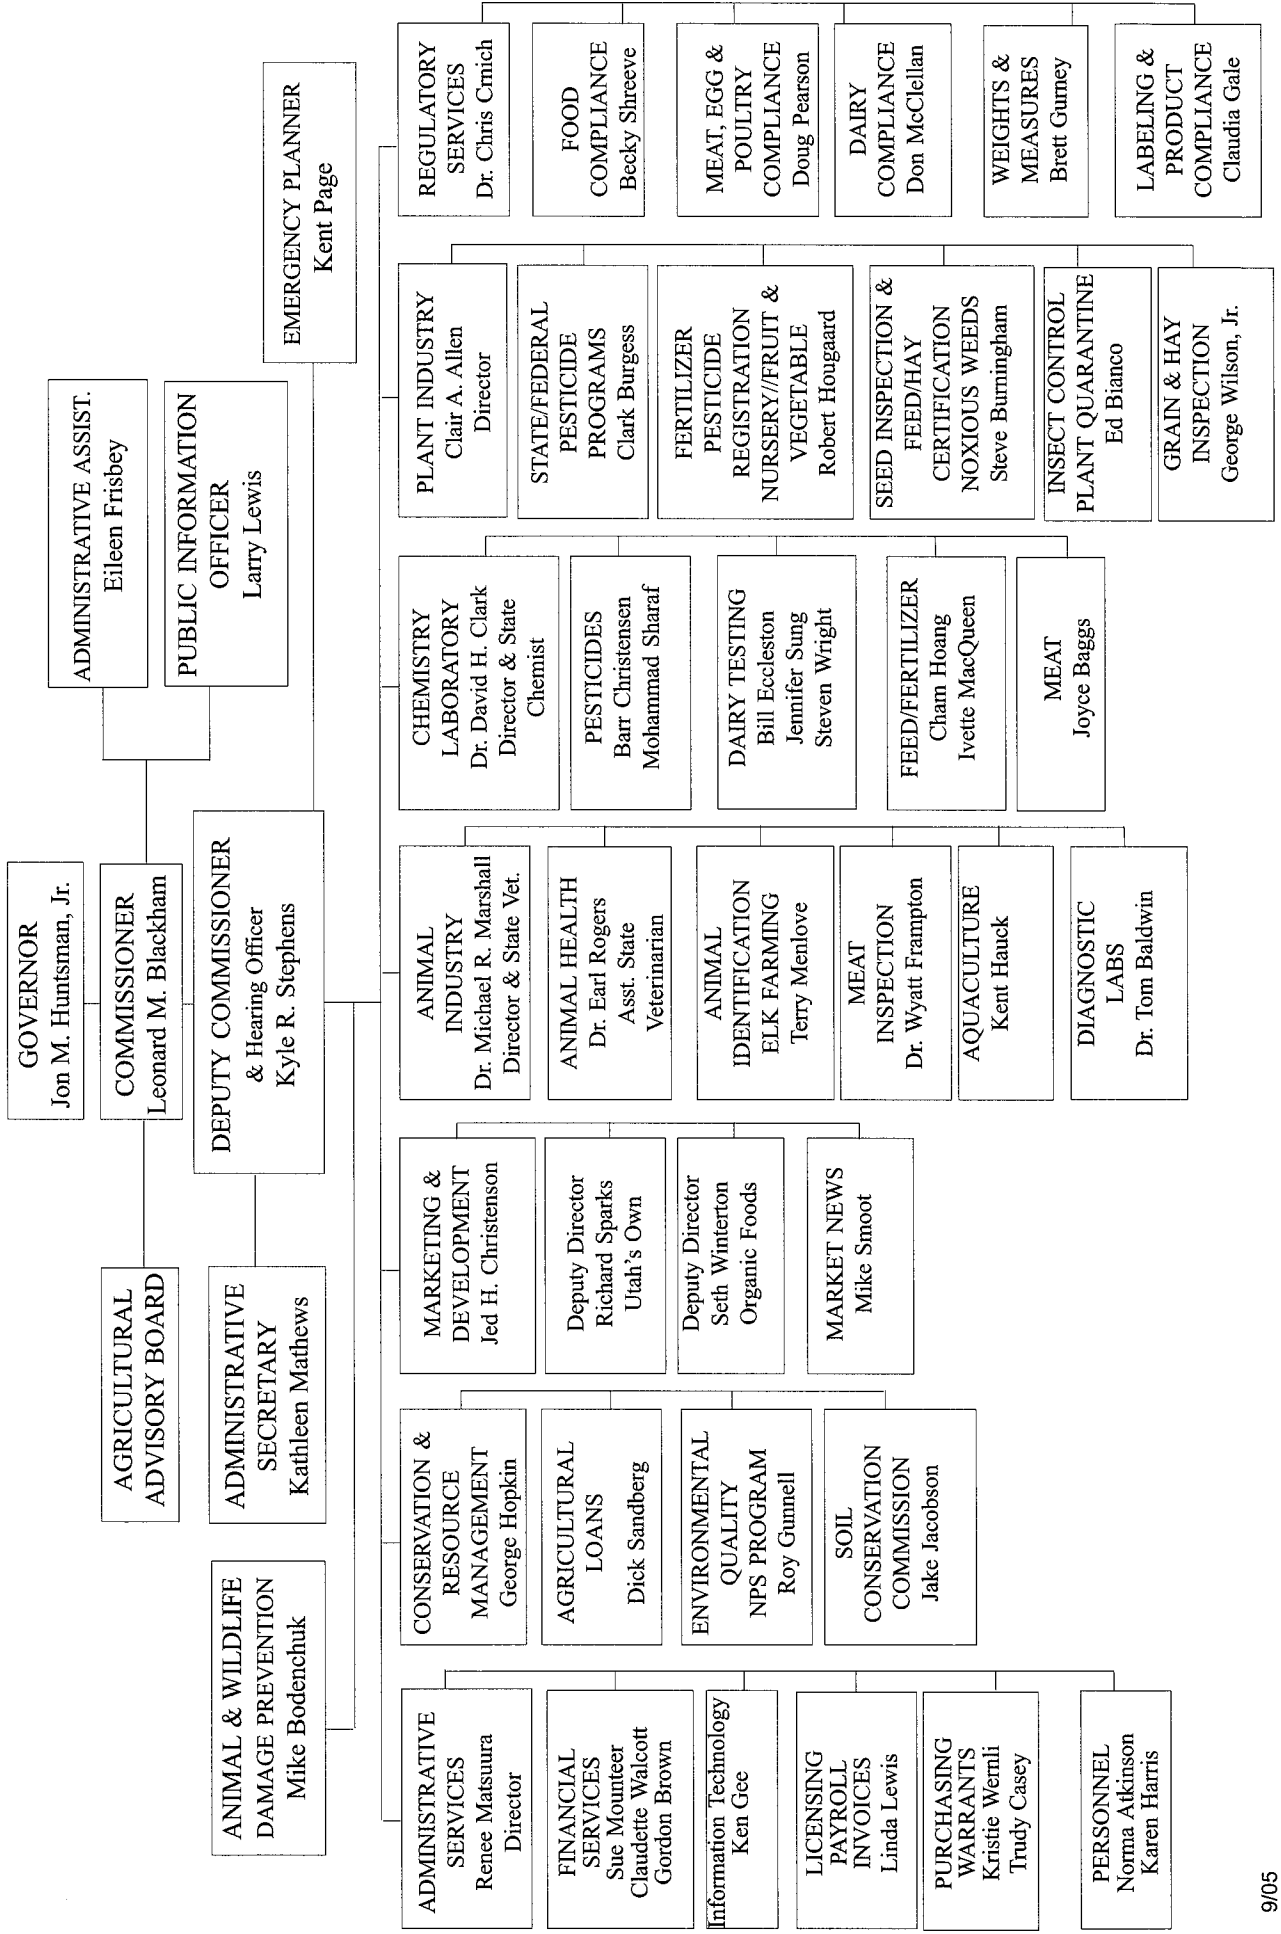 GOVERNOR
Jon M. Huntsman, Jr.
COMMISSIONER
Leonard M. Blackham
ADMINISTRATIVE ASSIST.
Eileen Frisbey
PUBLIC INFORMATION
OFFICER
Larry Lewis
AGRICULTURAL
ADVISORY BOARD
DEPUTY COMMISSIONER
& Hearing Officer
Kyle R. Stephens
ADMINISTRATIVE
SECRETARY
Kathleen Mathews
EMERGENCY PLANNER
Kent Page
ANIMAL & WILDLIFE
DAMAGE PREVENTION
Mike Bodenchuk
ADMINISTRATIVE
SERVICES
Renee Matsuura
Director
FINANCIAL
SERVICES
Sue Mounteer
Claudette Walcott
Gordon Brown
Information Technology
Ken Gee
LICENSING
PAYROLL
INVOICES
Linda Lewis
PURCHASING
WARRANTS
Kristie Wernli
Trudy Casey
PERSONNEL
Norma Atkinson
Karen Harris
CONSERVATION &
RESOURCE
MANAGEMENT
George Hopkin
AGRICULTURAL
LOANS
Dick Sandberg
ENVIRONMENTAL
QUALITY
NPS PROGRAM
Roy Gunnell
SOIL
CONSERVATION
COMMISSION
Jake Jacobson
MARKETING &
DEVELOPMENT
Jed H. Christenson
Deputy Director
Richard Sparks
Utah's Own
Deputy Director
Seth Winterton
Organic Foods
MARKET NEWS
Mike Smoot
ANIMAL
INDUSTRY
Dr. Michael R. Marshall
Director & State Vet.
ANIMAL HEALTH
Dr. Earl Rogers
Asst. State
Veterinarian
ANIMAL
IDENTIFICATION
ELK FARMING
Terry Menlove
MEAT
INSPECTION
Dr. Wyatt Frampton
AQUACULTURE
Kent Hauck
DIAGNOSTIC
LABS
Dr. Tom Baldwin
CHEMISTRY
LABORATORY
Dr. David H. Clark
Director & State
Chemist
PESTICIDES
Barr Christensen
Mohammad Sharaf
DAIRY TESTING
Bill Eccleston
Jennifer Sung
Steven Wright
FEED/FERTILIZER
Cham Hoang
Ivette MacQueen
MEAT
Joyce Baggs
PLANT INDUSTRY
Clair A. Allen
Director
STATE/FEDERAL
PESTICIDE
PROGRAMS
Clark Burgess
FERTILIZER
PESTICIDE
REGISTRATION
NURSERY//FRUIT &
VEGETABLE
Robert Hougaard
SEED INSPECTION &
FEED/HAY
CERTIFICATION
NOXIOUS WEEDS
Steve Burningham
INSECT CONTROL
PLANT QUARANTINE
Ed Bianco
GRAIN & HAY
INSPECTION
George Wilson, Jr.
REGULATORY
SERVICES
Dr. Chris Crnich
FOOD
COMPLIANCE
Becky Shreeve
MEAT, EGG &
POULTRY
COMPLIANCE
Doug Pearson
DAIRY
COMPLIANCE
Don McClellan
WEIGHTS &
MEASURES
Brett Gurney
LABELING &
PRODUCT
COMPLIANCE
Claudia Gale
9/05